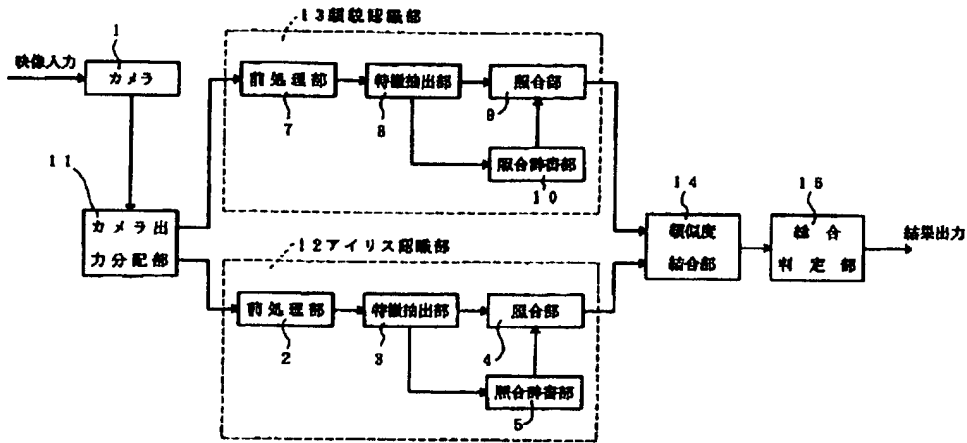 映像入力
1
カメラ
11
カメラ出
力分配部
13顔貌認識部
前処理部
7
特徴抽出部
8
照合部
9
照合辞書部
10
12アイリス認識部
前処理部
2
特徴抽出部
3
照合部
4
照合辞書部
5
14
類似度
結合部
15
総合
判定部
結果出力